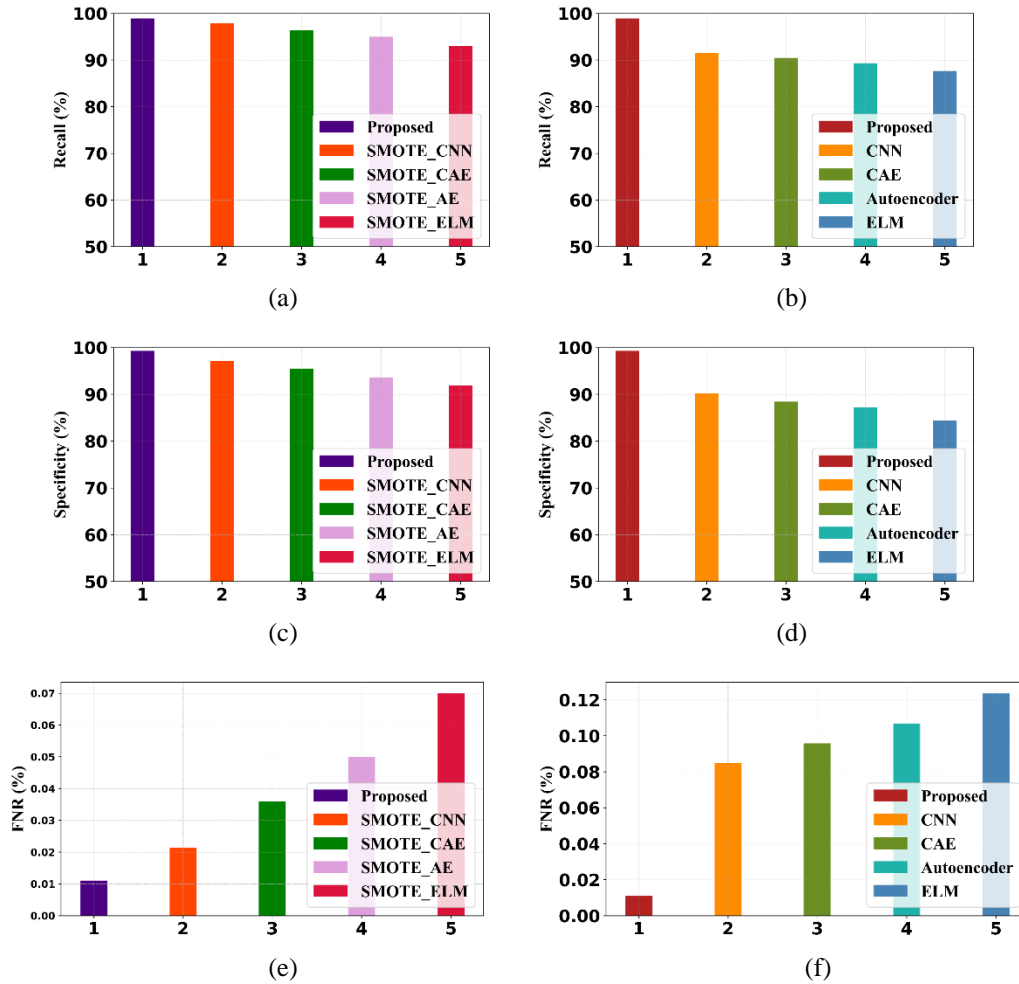 100
90
80
70
60
50
Recall (%)
Proposed
SMOTE_CNN
SMOTE_CAE
SMOTE_AE
SMOTE_ELM
1 2 3 4 5
(a)
100
90
80
70
60
50
Recall (%)
Proposed
CNN
CAE
Autoencoder
ELM
1 2 3 4 5
(b)
100
90
80
70
60
50
Specificity (%)
Proposed
SMOTE_CNN
SMOTE_CAE
SMOTE_AE
SMOTE_ELM
1 2 3 4 5
(c)
100
90
80
70
60
50
Specificity (%)
Proposed
CNN
CAE
Autoencoder
ELM
1 2 3 4 5
(d)
0.07
0.06
0.05
0.04
0.03
0.02
0.01
0.00
FNR (%)
Proposed
SMOTE_CNN
SMOTE_CAE
SMOTE_AE
SMOTE_ELM
1 2 3 4 5
(e)
0.12
0.10
0.08
0.06
0.04
0.02
0.00
FNR (%)
Proposed
CNN
CAE
Autoencoder
ELM
1 2 3 4 5
(f)